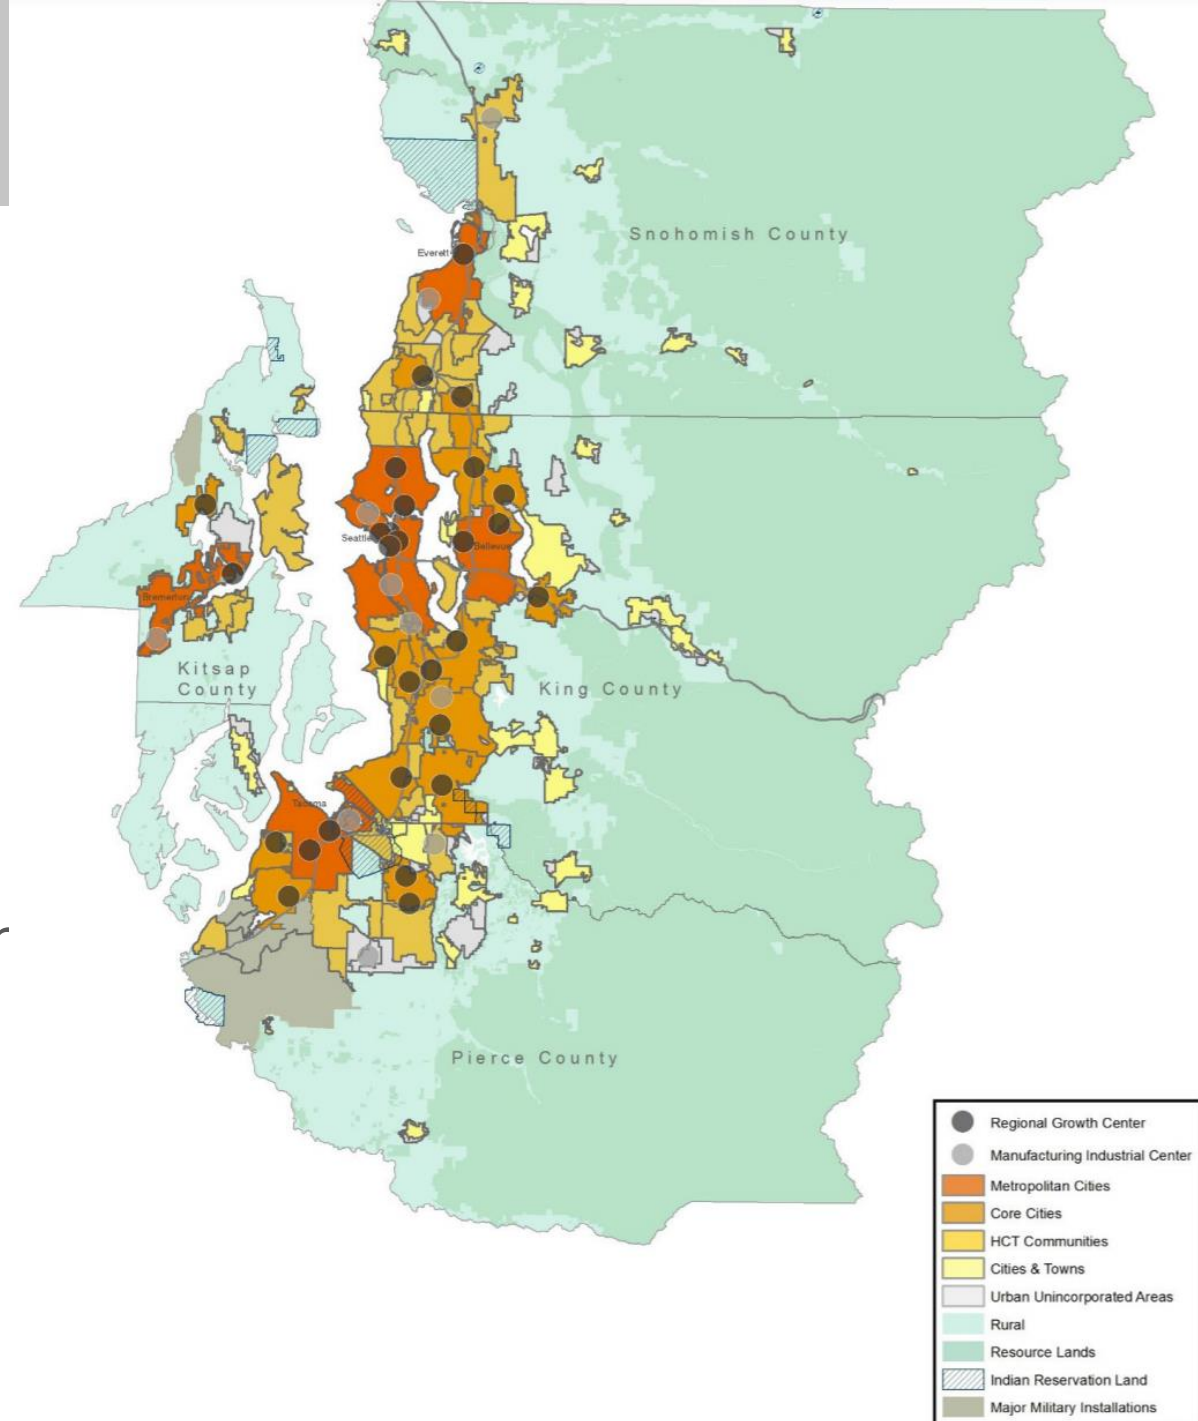 Snohomish County
Everett
Seattle
Bellevue
Bremerton
Kitsap
County
King County
Tacoma
Pierce County
Regional Growth Center
Manufacturing Industrial Center
Metropolitan Cities
Core Cities
HCT Communities
Cities & Towns
Urban Unincorporated Areas
Rural
Resource Lands
Indian Reservation Land
Major Military Installations